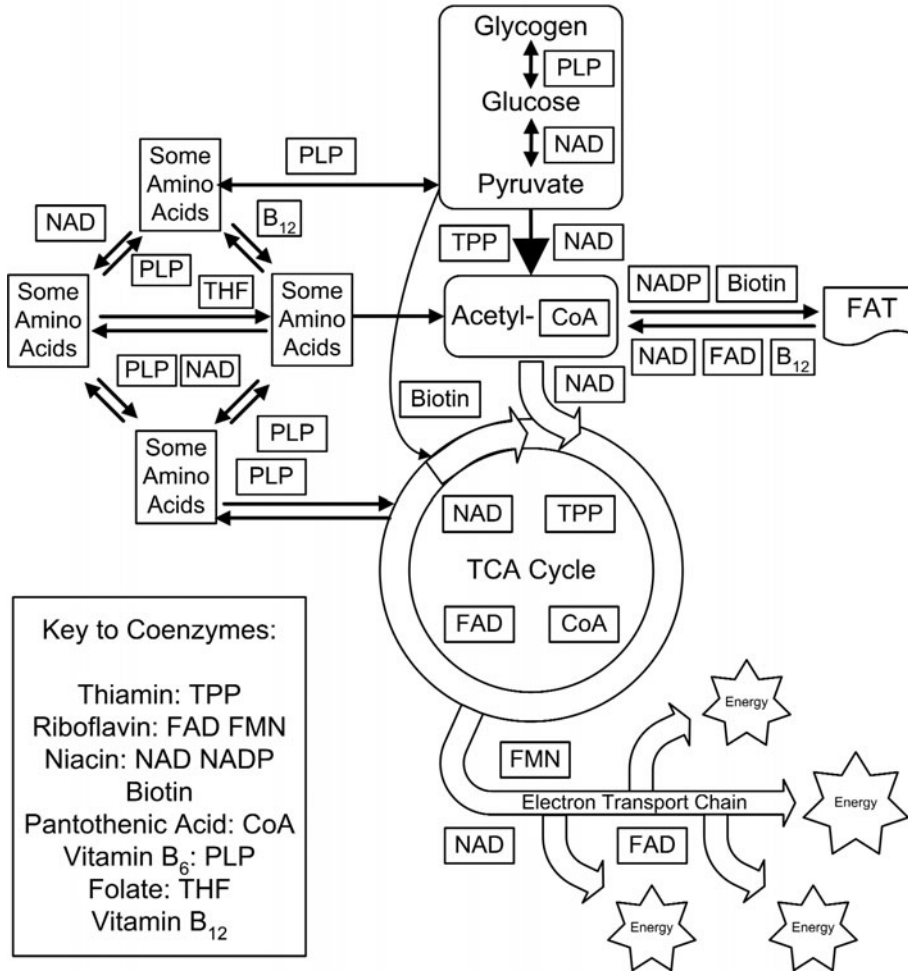 Glycogen
PLP
Glucose
NAD
Pyruvate
PLP
Some
Amino
Acids
NAD
B12
PLP
TPP
NAD
THF
Some
Amino
Acids
Some
Amino
Acids
Acetyl- CoA
NADP Biotin
FAT
NAD FAD B12
PLP NAD
NAD
Biotin
PLP
PLP
Some
Amino
Acids
NAD TPP
TCA Cycle
FAD CoA
Key to Coenzymes:
Thiamin: TPP
Riboflavin: FAD FMN
Niacin: NAD NADP
Biotin
Pantothenic Acid: CoA
Vitamin B6: PLP
Folate: THF
Vitamin B12
Energy
FMN
Electron Transport Chain
Energy
NAD
FAD
Energy
Energy